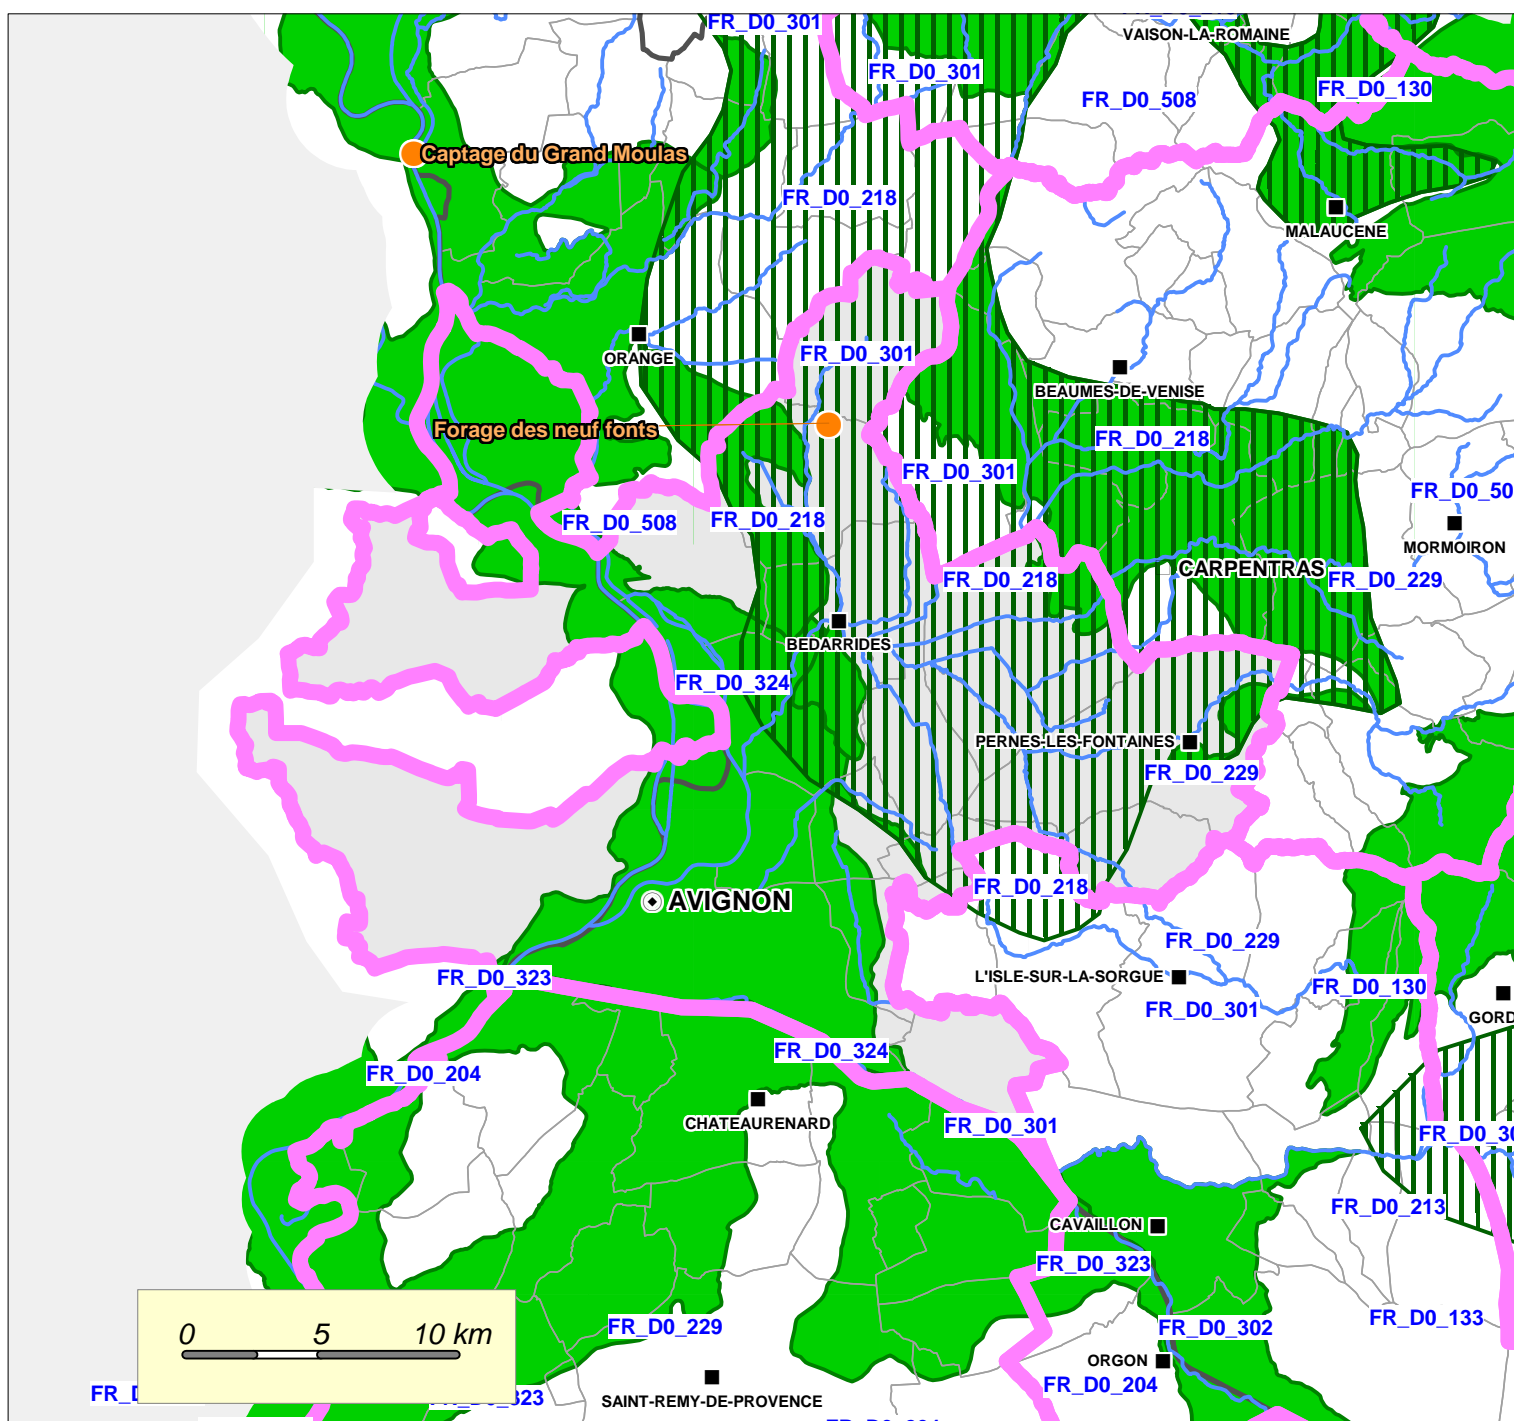 FR_D0_301
VAISON-LA-ROMAINE
FR_D0_301
FR_D0_130
FR_D0_508
Captage du Grand Moulas
FR_D0_218
MALAUCENE
ORANGE
FR_D0_301
BEAUMES-DE-VENISE
Forage des neuf fonts
FR_D0_218
FR_D0_301
FR_D0_50
FR_D0_508
FR_D0_218
MORMOIRON
CARPENTRAS
FR_D0_218
FR_D0_229
BEDARRIDES
FR_D0_324
PERNES-LES-FONTAINES
FR_D0_229
FR_D0_218
AVIGNON
FR_D0_229
FR_D0_323
L'ISLE-SUR-LA-SORGUE
FR_D0_130
FR_D0_301
GORD
FR_D0_324
FR_D0_204
CHATEAURENARD
FR_D0_301
FR_D0_30
FR_D0_213
CAVAILLON
FR_D0_323
FR_D0_133
FR_D0_229
FR_D0_302
0 5 10 km
ORGON
FR_D0_204
SAINT-REMY-DE-PROVENCE